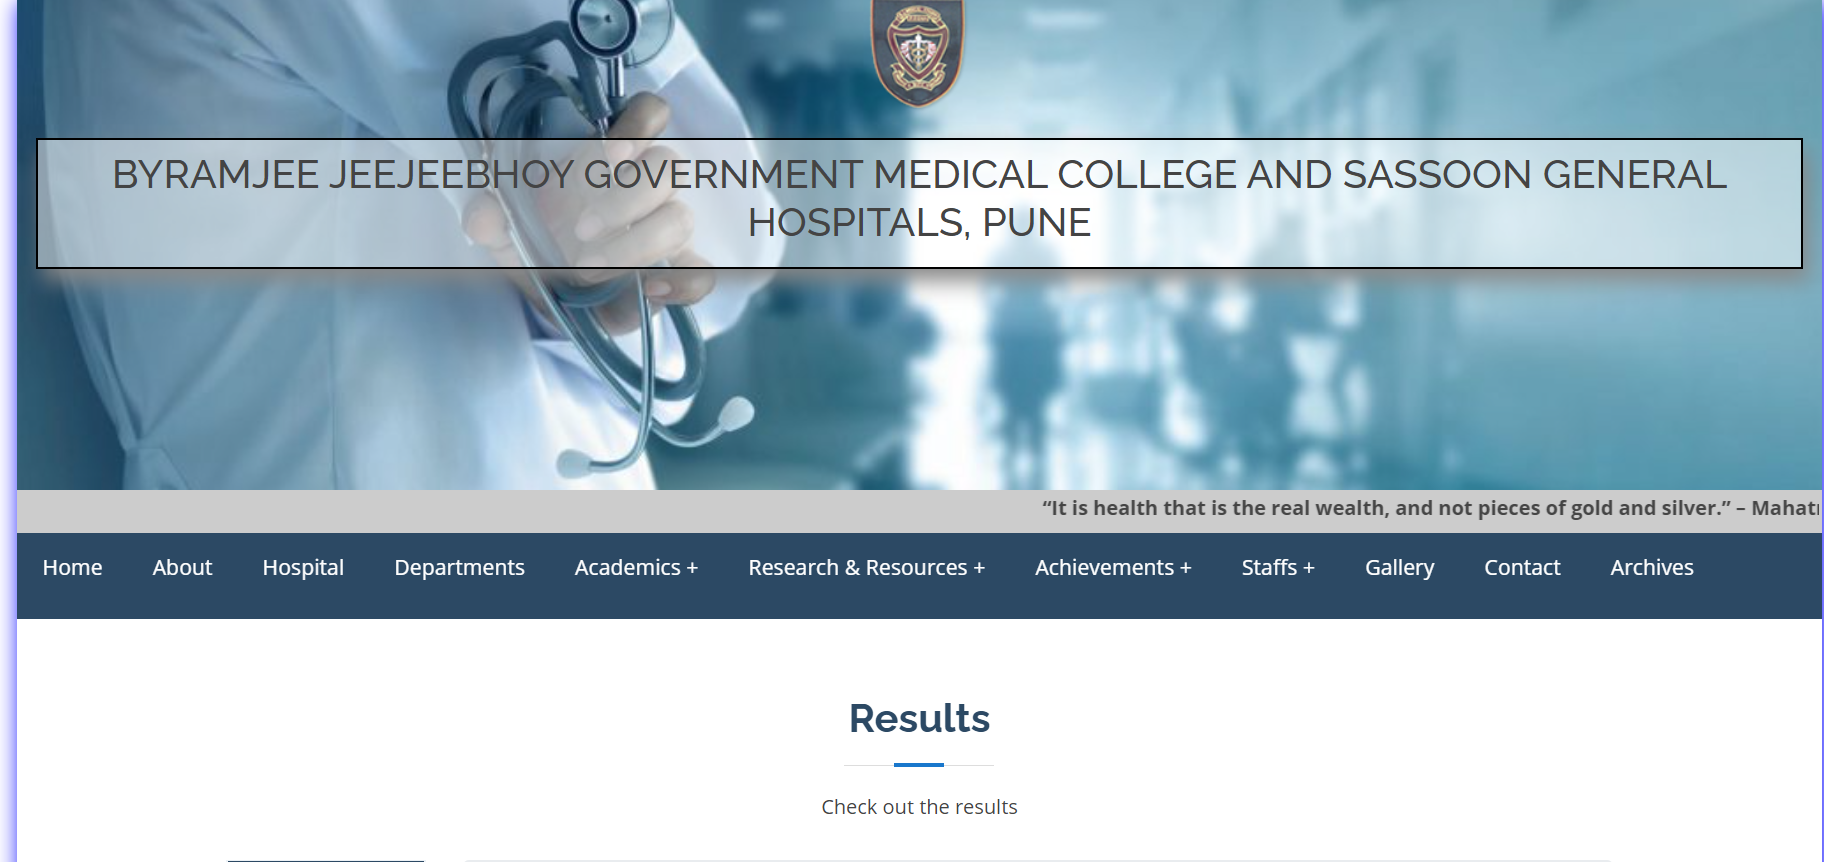 BYRAMJEE JEEJEEBHOY GOVERNMENT MEDICAL COLLEGE AND SASSOON GENERAL
HOSPITALS, PUNE
“It is health that is the real wealth, and not pieces of gold and silver.” – Mahat
Home About Hospital Departments Academics + Research & Resources + Achievements + Staffs + Gallery Contact Archives
Results
Check out the results